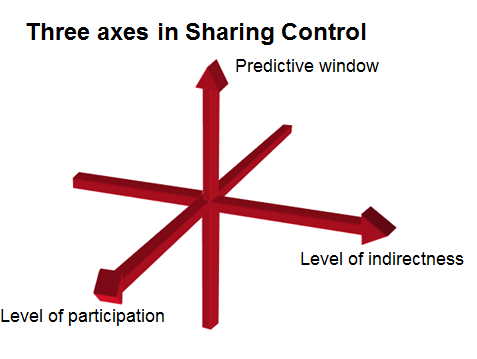 Three axes in Sharing Control
Predictive window
Level of indirectness
Level of participation